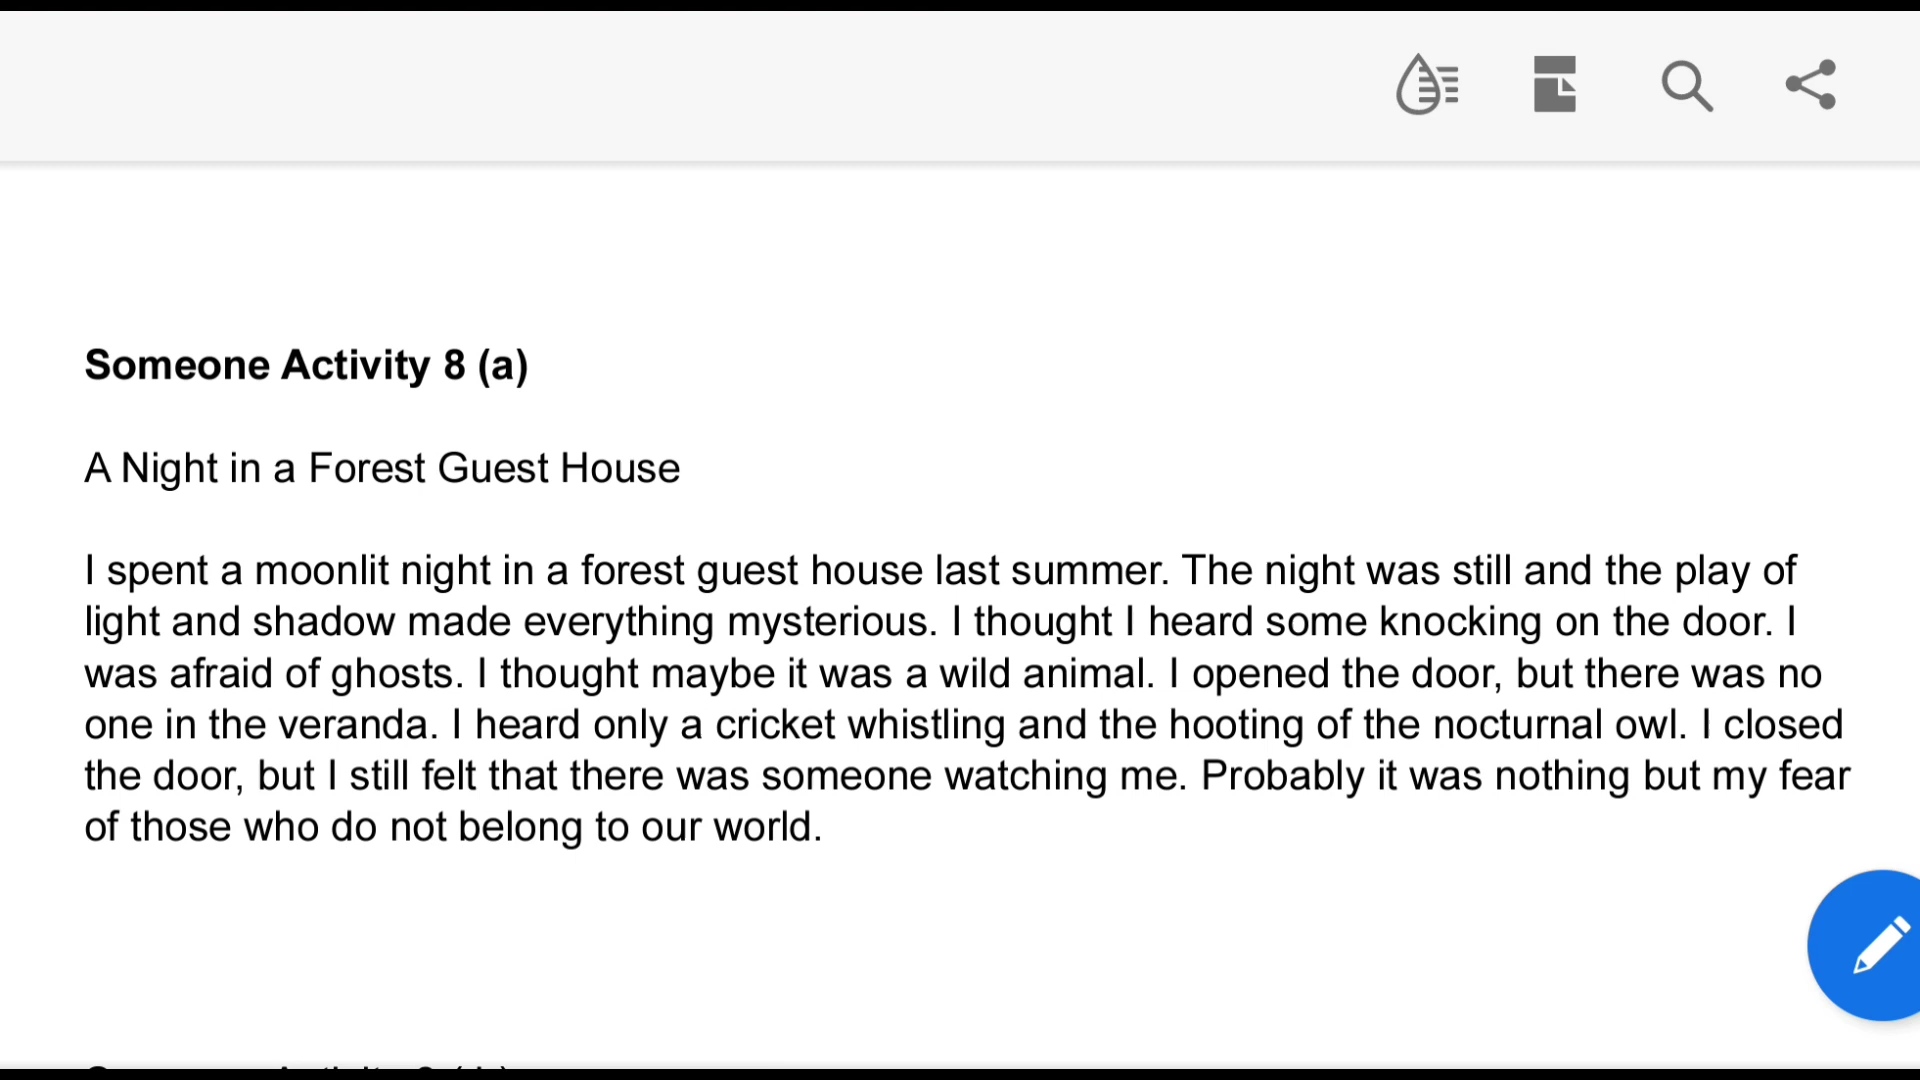 Someone Activity 8 (a)
A Night in a Forest Guest House
I spent a moonlit night in a forest guest house last summer. The night was still and the play of
light and shadow made everything mysterious. I thought I heard some knocking on the door. I
was afraid of ghosts. I thought maybe it was a wild animal. I opened the door, but there was no
one in the veranda. I heard only a cricket whistling and the hooting of the nocturnal owl. I closed
the door, but I still felt that there was someone watching me. Probably it was nothing but my fear
of those who do not belong to our world.